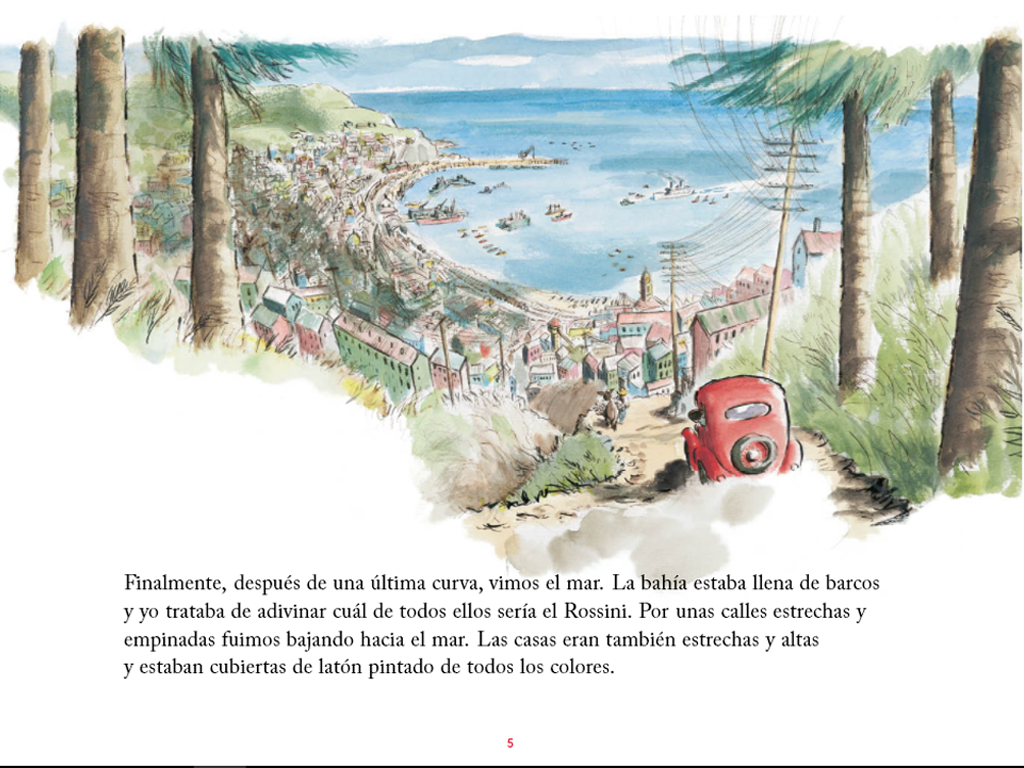 Finalmente, después de una última curva, vimos el mar. La bahía estaba llena de barcos
y yo trataba de adivinar cuál de todos ellos sería el Rossini. Por unas calles estrechas y
empinadas fuimos bajando hacia el mar. Las casas eran también estrechas y altas
y estaban cubiertas de latón pintado de todos los colores.
5